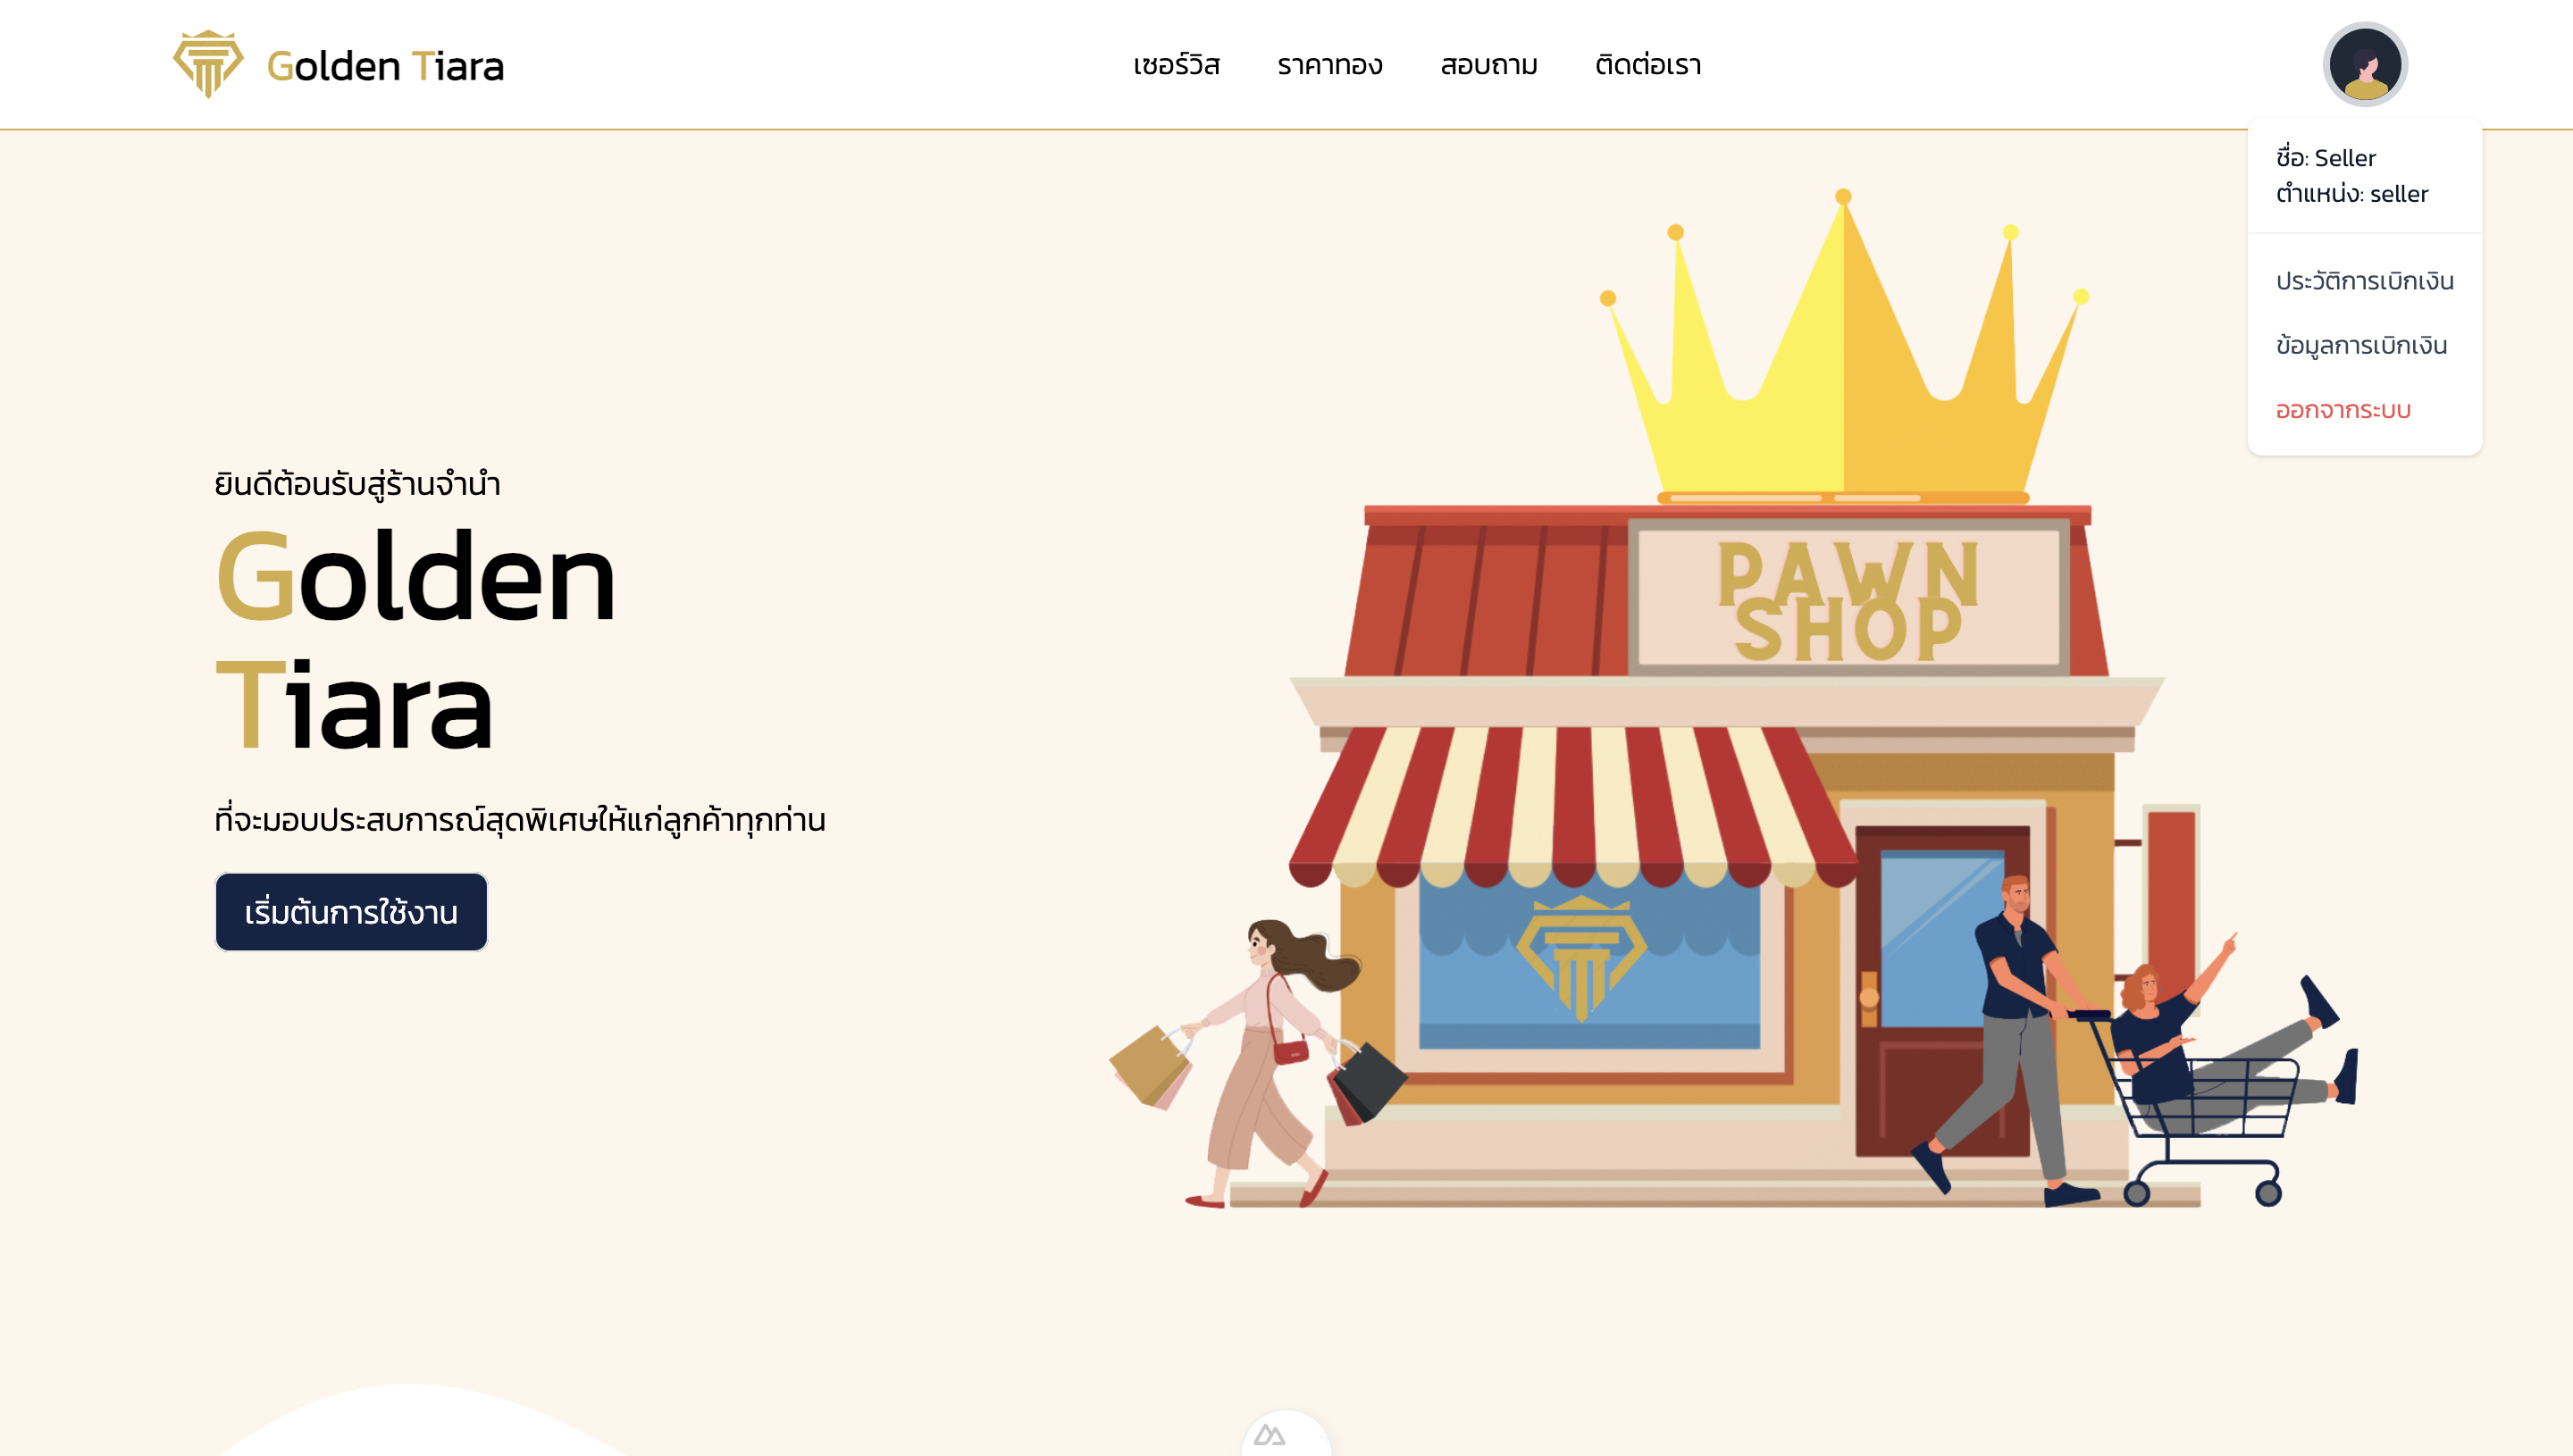 Golden Tiara
เซอร์วิส ราคาทอง สอบถาม ติดต่อเรา
ชื่อ: Seller
ตำแหน่ง: seller
ประวัติการเบิกเงิน
ข้อมูลการเบิกเงิน
ออกจากระบบ
ยินดีต้อนรับสู่ร้านจำนำ
Golden
Tiara
ที่จะมอบประสบการณ์สุดพิเศษให้แก่ลูกค้าทุกท่าน
เริ่มต้นการใช้งาน
PAWN
SHOP